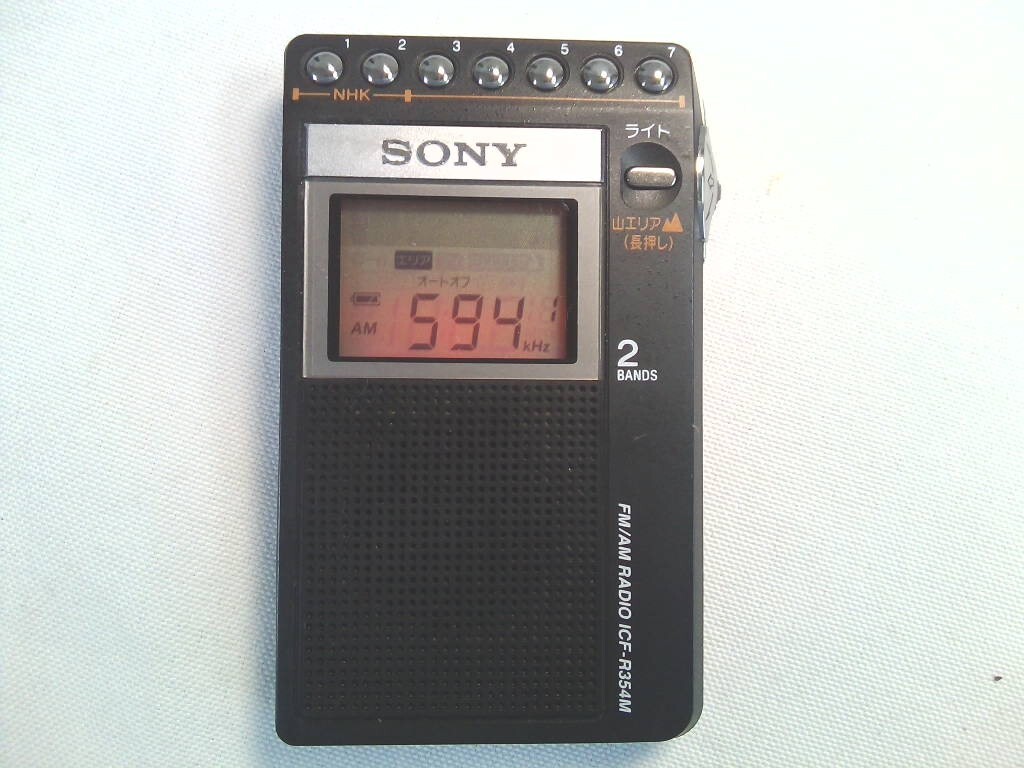 1 2 3 4 5 6 7
NHK
SONY
ライト
山エリア
(長押し)
エリア
オートオフ
AM 594 1 kHz
2
BANDS
FM/AM RADIO ICF-R354M